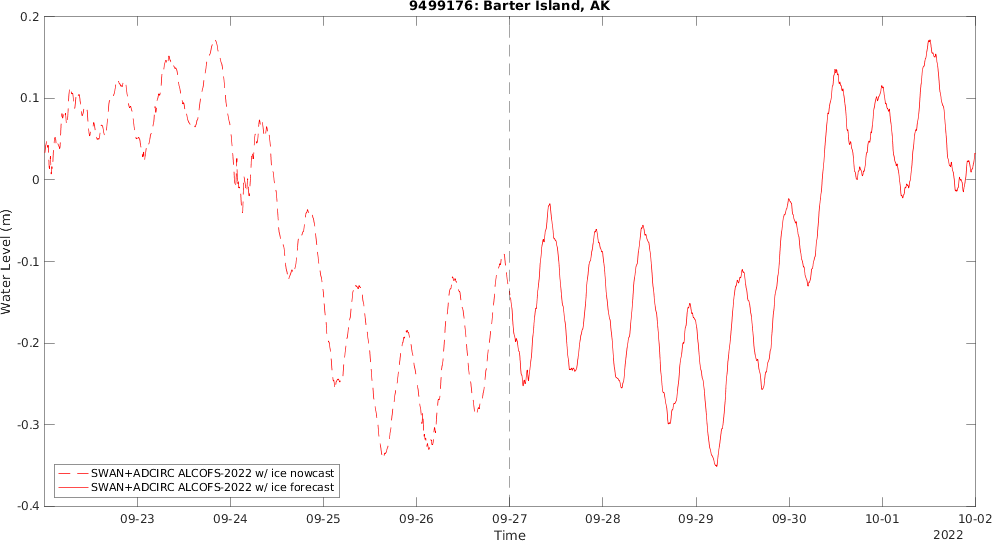 9499176: Barter Island, AK
0.2
0.1
0
-0.1
-0.2
-0.3
-0.4
Water Level (m)
SWAN+ADCIRC ALCOFS-2022 w/ ice nowcast
SWAN+ADCIRC ALCOFS-2022 w/ ice forecast
09-23 09-24 09-25 09-26 09-27 09-28 09-29 09-30 10-01 10-02
Time
2022